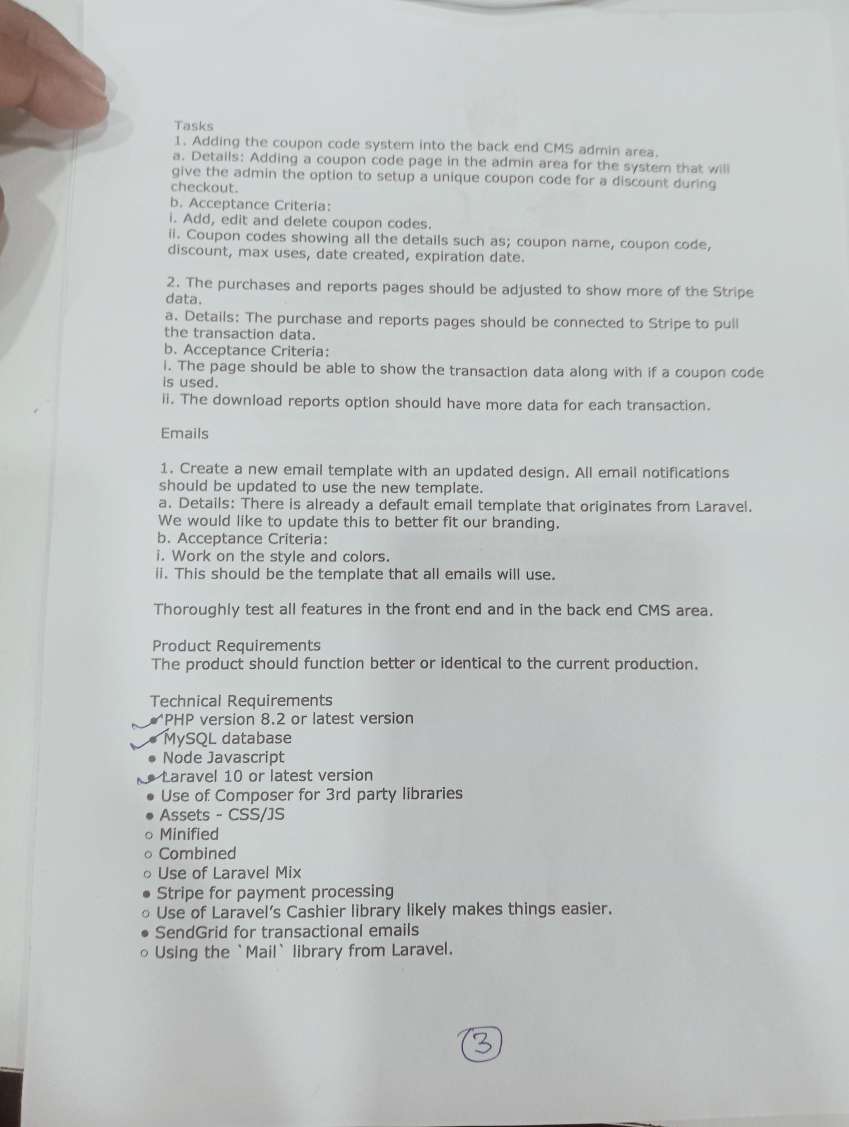 Tasks
1. Adding the coupon code system into the back end CMS admin area.
a. Details: Adding a coupon code page in the admin area for the system that will
give the admin the option to setup a unique coupon code for a discount during
checkout.
b. Acceptance Criteria:
i. Add, edit and delete coupon codes.
ii. Coupon codes showing all the details such as; coupon name, coupon code,
discount, max uses, date created, expiration date.
2. The purchases and reports pages should be adjusted to show more of the Stripe
data.
a. Details: The purchase and reports pages should be connected to Stripe to pull
the transaction data.
b. Acceptance Criteria:
i. The page should be able to show the transaction data along with if a coupon code
is used.
ii. The download reports option should have more data for each transaction.
Emails
1. Create a new email template with an updated design. All email notifications
should be updated to use the new template.
a. Details: There is already a default email template that originates from Laravel.
We would like to update this to better fit our branding.
b. Acceptance Criteria:
i. Work on the style and colors.
ii. This should be the template that all emails will use.
Thoroughly test all features in the front end and in the back end CMS area.
Product Requirements
The product should function better or identical to the current production.
Technical Requirements
● PHP version 8.2 or latest version
● MySQL database
● Node Javascript
● Laravel 10 or latest version
● Use of Composer for 3rd party libraries
● Assets - CSS/JS
○ Minified
○ Combined
○ Use of Laravel Mix
● Stripe for payment processing
○ Use of Laravel’s Cashier library likely makes things easier.
● SendGrid for transactional emails
○ Using the `Mail` library from Laravel.
3